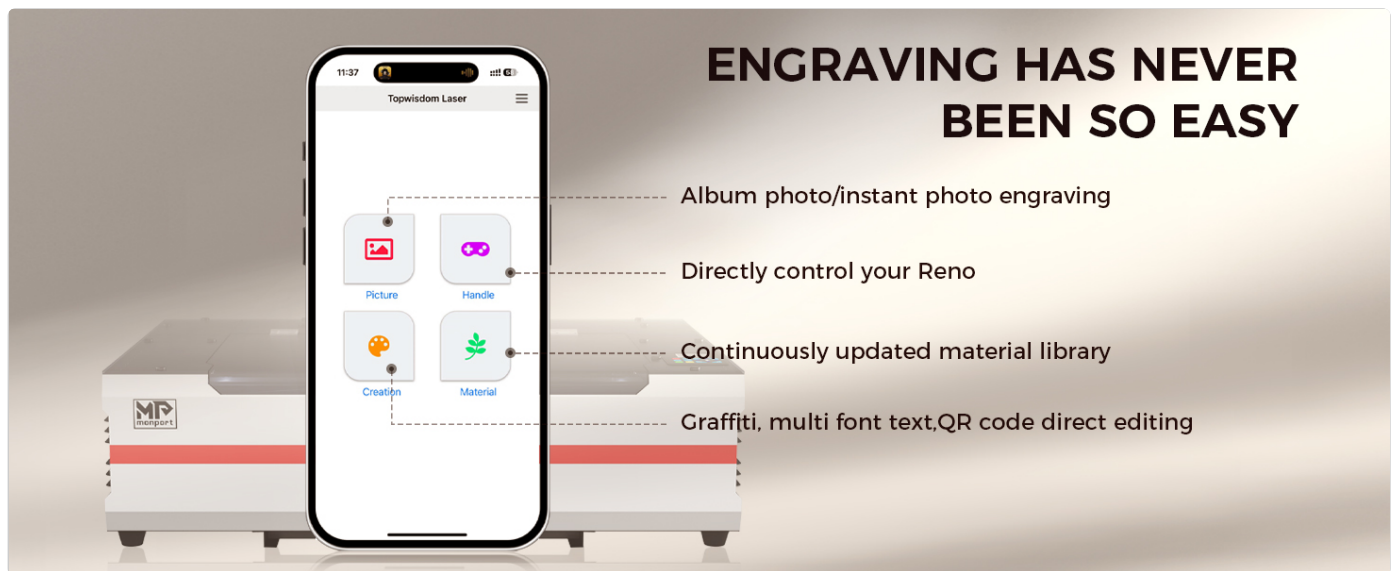 ENGRAVING HAS NEVER
BEEN SO EASY
11:37
Topwisdom Laser
Picture
Handle
Creation
Material
Album photo/instant photo engraving
Directly control your Reno
Continuously updated material library
Graffiti, multi font text,QR code direct editing
MP
monport